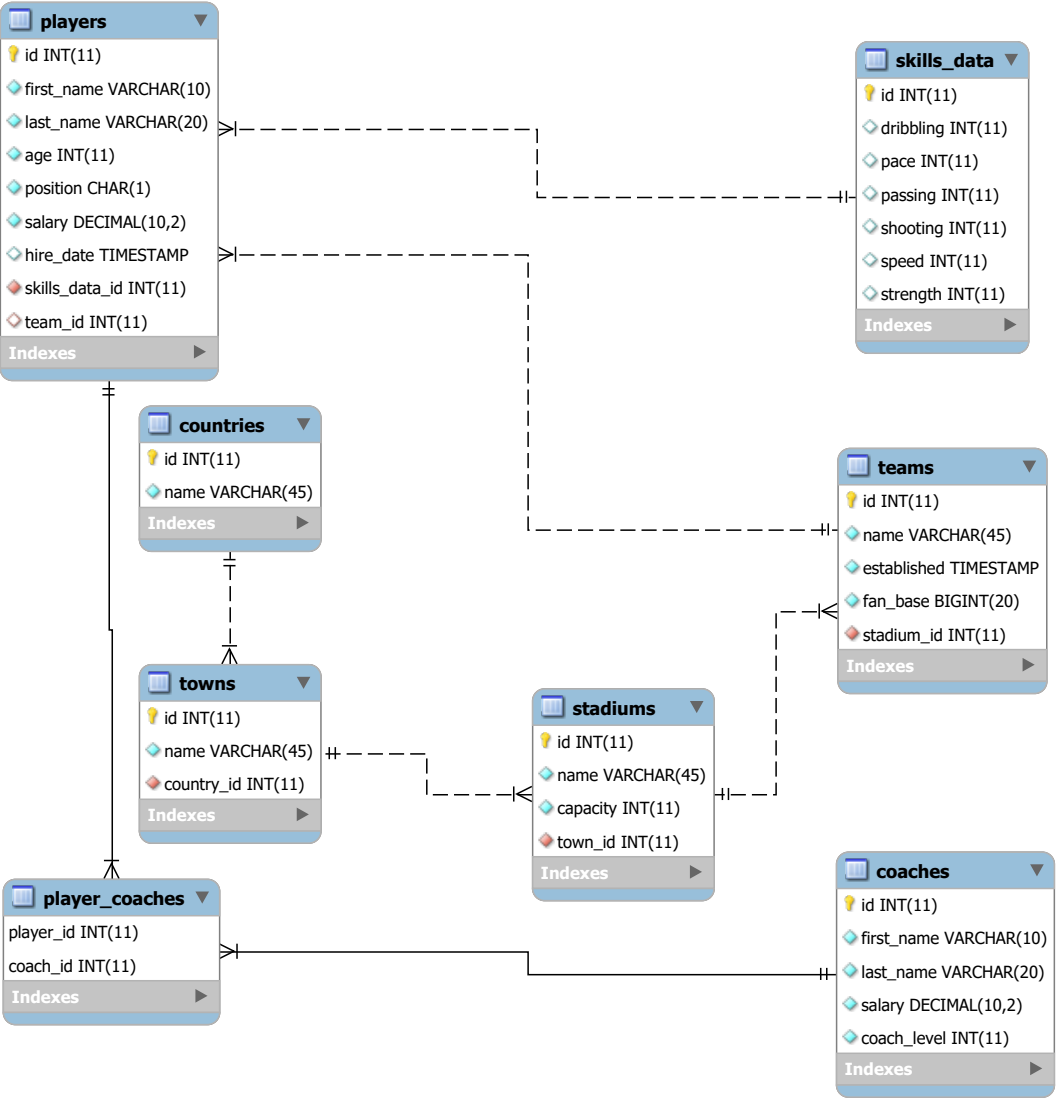 players
id INT(11)
first_name VARCHAR(10)
last_name VARCHAR(20)
age INT(11)
position CHAR(1)
salary DECIMAL(10,2)
hire_date TIMESTAMP
skills_data_id INT(11)
team_id INT(11)
Indexes
skills_data
id INT(11)
dribbling INT(11)
pace INT(11)
passing INT(11)
shooting INT(11)
speed INT(11)
strength INT(11)
Indexes
countries
id INT(11)
name VARCHAR(45)
Indexes
teams
id INT(11)
name VARCHAR(45)
established TIMESTAMP
fan_base BIGINT(20)
stadium_id INT(11)
Indexes
towns
id INT(11)
name VARCHAR(45)
country_id INT(11)
Indexes
stadiums
id INT(11)
name VARCHAR(45)
capacity INT(11)
town_id INT(11)
Indexes
player_coaches
player_id INT(11)
coach_id INT(11)
Indexes
coaches
id INT(11)
first_name VARCHAR(10)
last_name VARCHAR(20)
salary DECIMAL(10,2)
coach_level INT(11)
Indexes